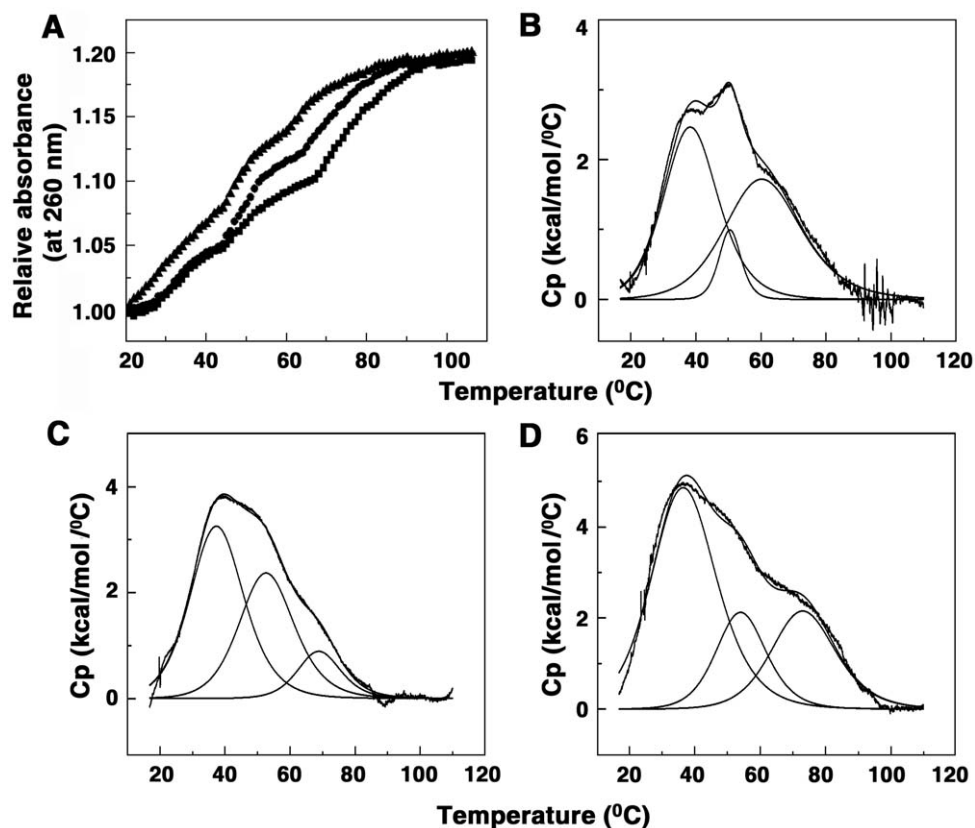 A
Relaive absorbance
(at 260 nm)
1.20
1.15
1.10
1.05
1.00
20 40 60 80 100
B
Cp (kcal/mol/⁰C)
4
2
0
20 40 60 80 100 120
Temperature (⁰C)
C
Cp (kcal/mol/⁰C)
4
2
0
20 40 60 80 100 120
D
Cp (kcal/mol/⁰C)
6
4
2
0
20 40 60 80 100 120
Temperature (⁰C)